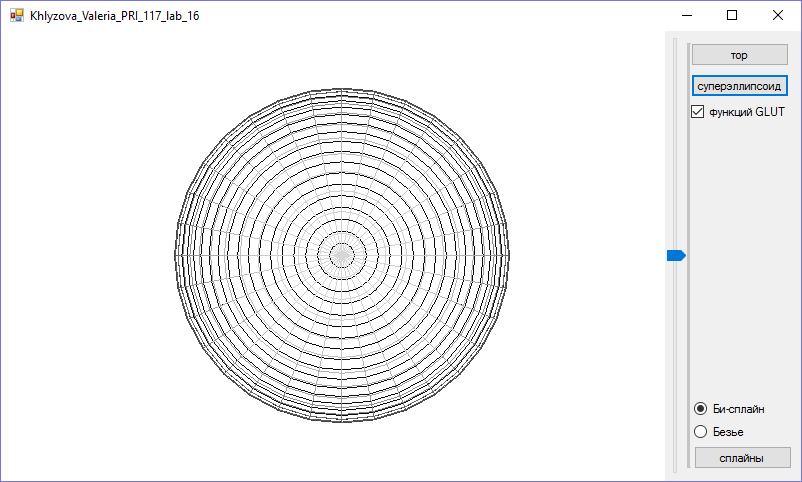 Khlyzova_Valeria_PRI_117_lab_16
тор
суперэллипсоид
функций GLUT
Би-сплайн
Безье
сплайны